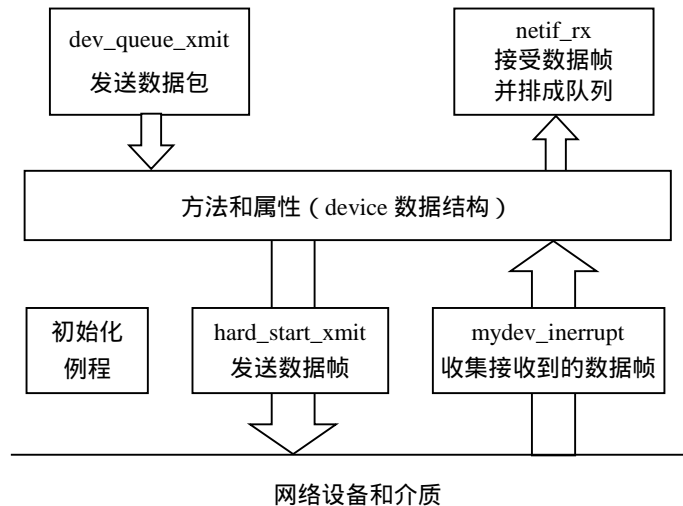 dev_queue_xmit
发送数据包
netif_rx
接受数据帧
并排成队列
方法和属性（device 数据结构）
初始化
例程
hard_start_xmit
发送数据帧
mydev_inerrupt
收集接收到的数据帧
网络设备和介质